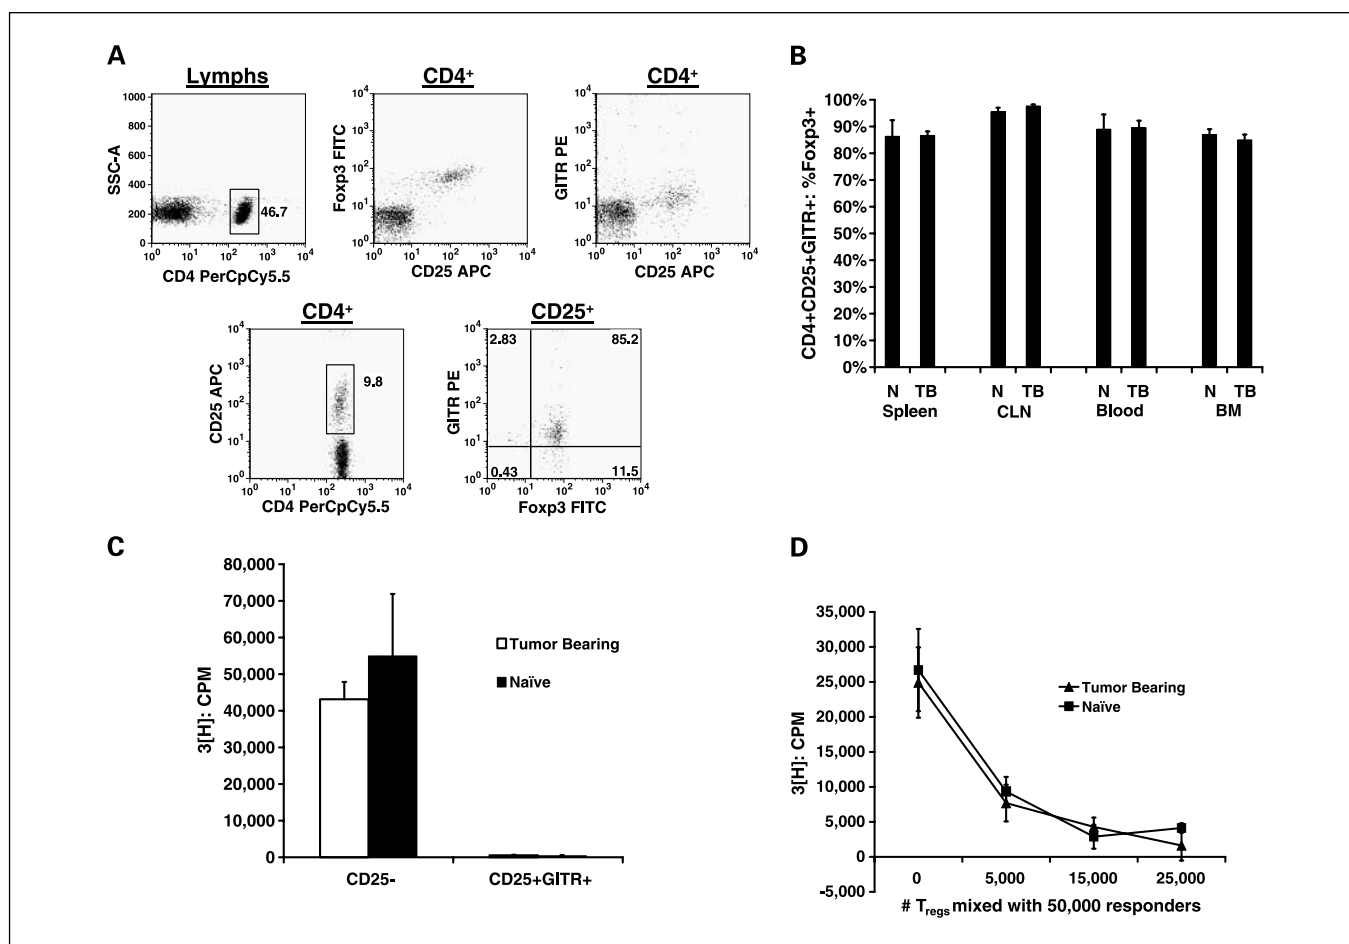 A
Lymphs
CD4+
CD4+
SSC-A
1000
800
600
400
200
0
46.7
10^0 10^1 10^2 10^3 10^4
CD4 PerCpCy5.5
Foxp3 FITC
10^4
10^3
10^2
10^1
10^0
10^0 10^1 10^2 10^3 10^4
CD25 APC
GITR PE
10^4
10^3
10^2
10^1
10^0
10^0 10^1 10^2 10^3 10^4
CD25 APC
CD4+
CD25+
CD25 APC
10^4
10^3
10^2
10^1
10^0
9.8
10^0 10^1 10^2 10^3 10^4
CD4 PerCpCy5.5
GITR PE
10^4
10^3
10^2
10^1
10^0
2.83 85.2
0.43 11.5
10^0 10^1 10^2 10^3 10^4
Foxp3 FITC
B
CD4+CD25+GITR+: %Foxp3+
100%
90%
80%
70%
60%
50%
40%
30%
20%
10%
0%
N TB N TB N TB N TB
Spleen CLN Blood BM
C
3[H]: CPM
80,000
70,000
60,000
50,000
40,000
30,000
20,000
10,000
0
Tumor Bearing
Naïve
CD25- CD25+GITR+
D
3[H]: CPM
35,000
30,000
25,000
20,000
15,000
10,000
5,000
0
-5,000
Tumor Bearing
Naïve
0 5,000 15,000 25,000
# Tregs mixed with 50,000 responders